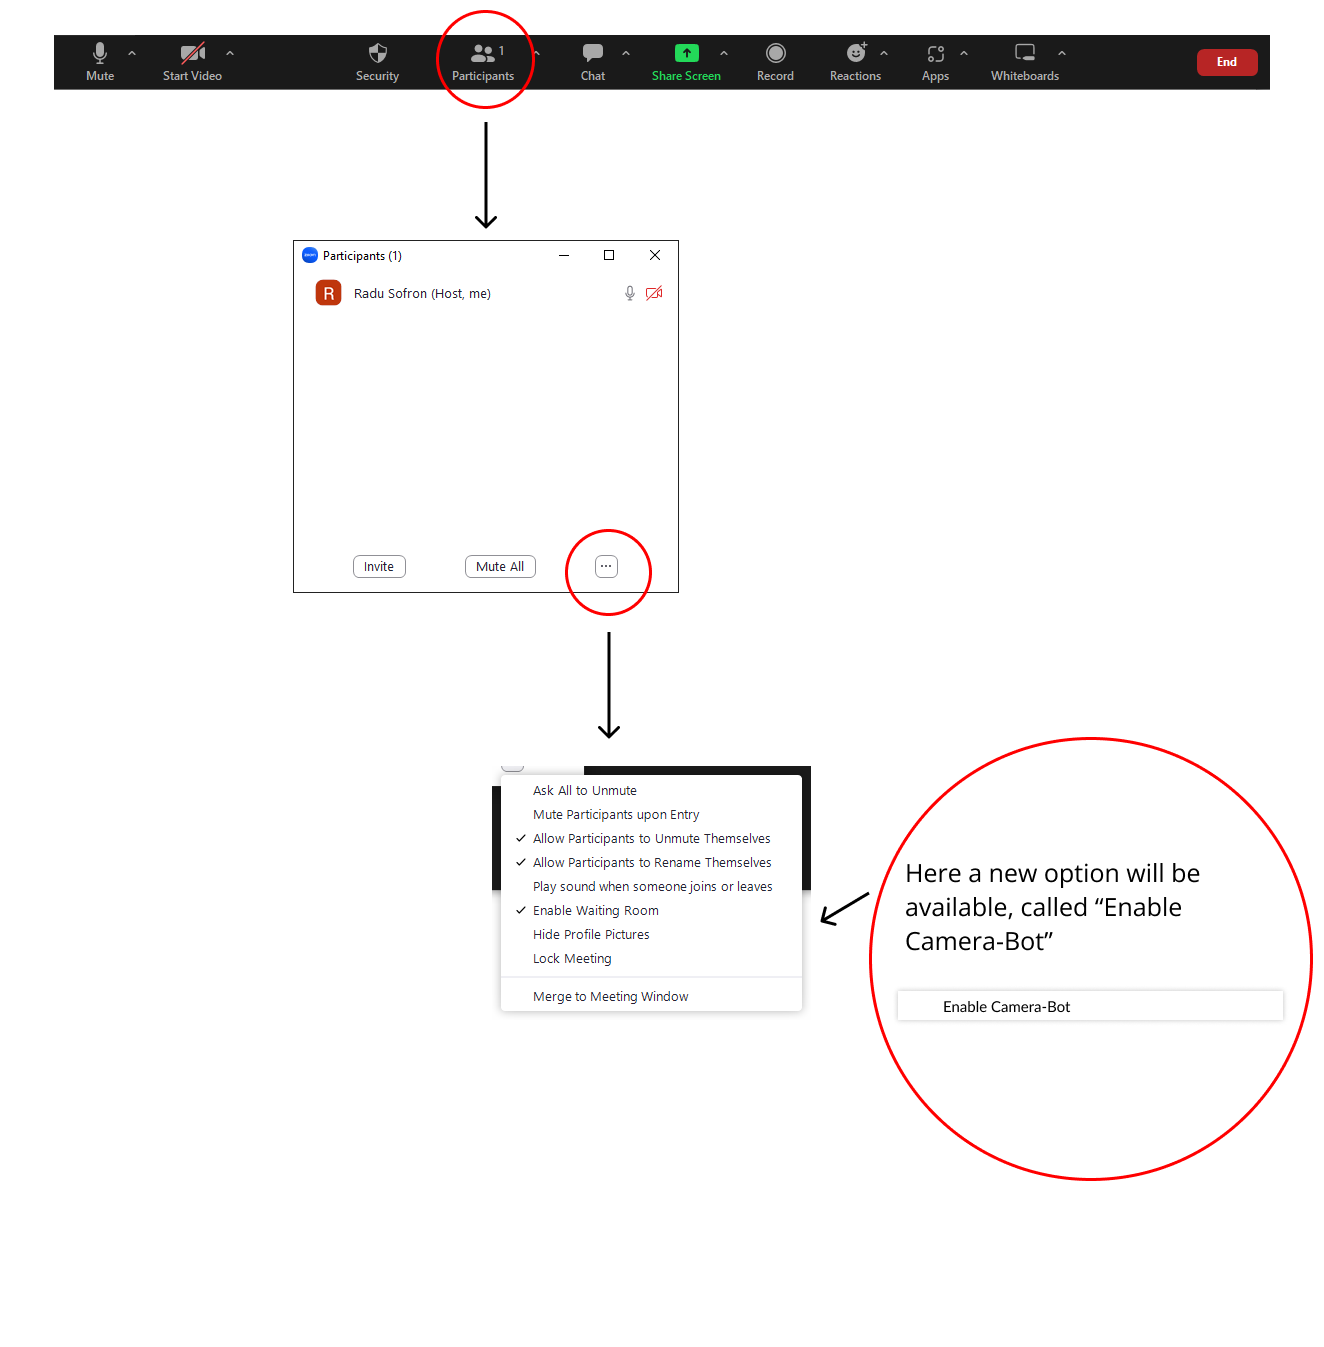 1
Mute
Start Video
Security
Participants
Chat
Share Screen
Record
Reactions
Apps
Whiteboards
End
Participants (1)
R
Radu Sofron (Host, me)
Invite
Mute All
...
Ask All to Unmute
Mute Participants upon Entry
Allow Participants to Unmute Themselves
Allow Participants to Rename Themselves
Play sound when someone joins or leaves
Enable Waiting Room
Hide Profile Pictures
Lock Meeting
Merge to Meeting Window
Here a new option will be
available, called “Enable
Camera-Bot”
Enable Camera-Bot